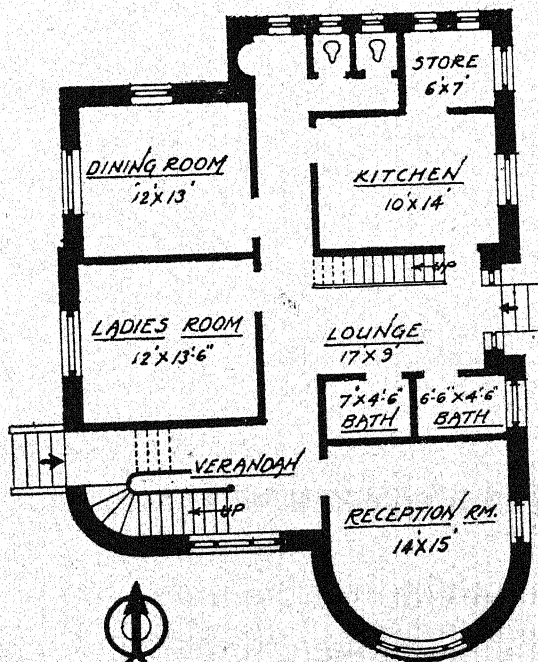 STORE
6'x7'
DINING ROOM
12'x13'
KITCHEN
10'x14'
UP
LADIES ROOM
12'x13'-6"
LOUNGE
17'x9'
7'x4'-6"
BATH
6'-6"x4'-6"
BATH
VERANDAH
UP
RECEPTION RM.
14'x15'